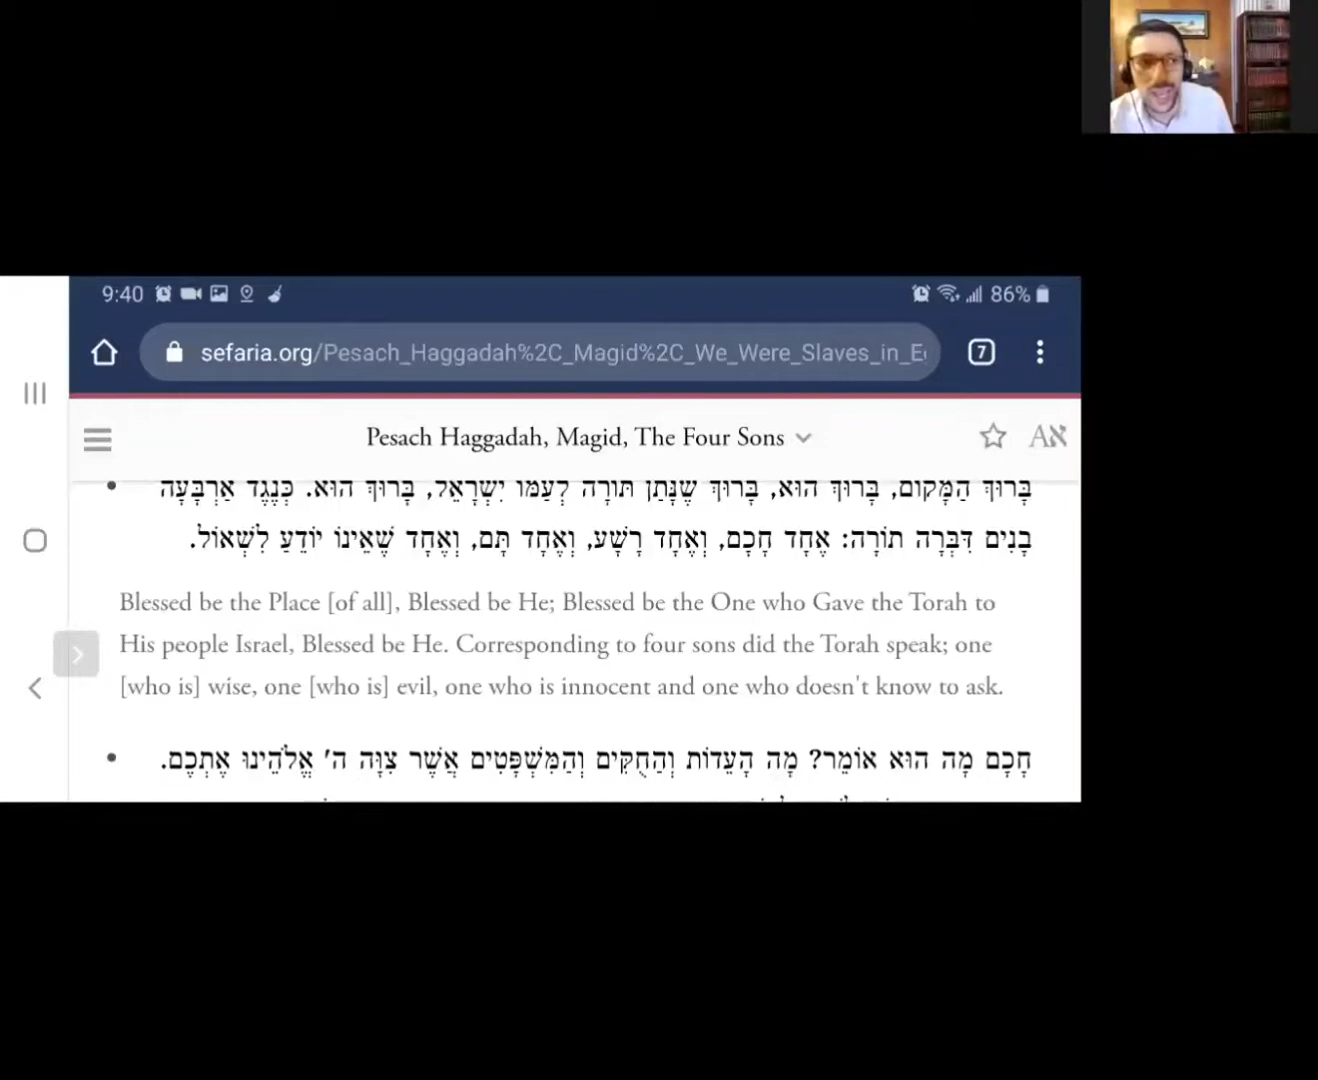 9:40
86%
sefaria.org/Pesach_Haggadah%2C_Magid%2C_We_Were_Slaves_in_E
7
Pesach Haggadah, Magid, The Four Sons
Aא
בָּרוּךְ הַמָּקוֹם, בָּרוּךְ הוּא, בָּרוּךְ שֶׁנָּתַן תּוֹרָה לְעַמּוֹ יִשְׂרָאֵל, בָּרוּךְ הוּא. כְּנֶגֶד אַרְבָּעָה
בָנִים דִּבְּרָה תוֹרָה: אֶחָד חָכָם, וְאֶחָד רָשָׁע, וְאֶחָד תָּם, וְאֶחָד שֶׁאֵינוֹ יוֹדֵעַ לִשְׁאוֹל.
Blessed be the Place [of all], Blessed be He; Blessed be the One who Gave the Torah to
His people Israel, Blessed be He. Corresponding to four sons did the Torah speak; one
[who is] wise, one [who is] evil, one who is innocent and one who doesn't know to ask.
חָכָם מָה הוּא אוֹמֵר? מָה הָעֵדוֹת וְהַחֻקִּים וְהַמִּשְׁפָּטִים אֲשֶׁר צִוָּה ה' אֱלֹהֵינוּ אֶתְכֶם.